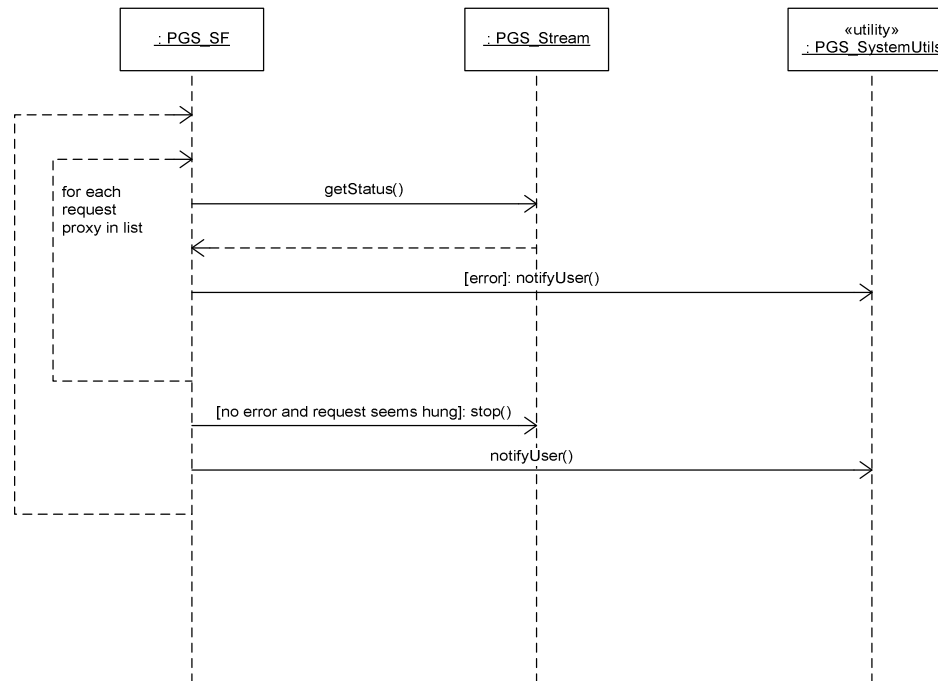 : PGS_SF
: PGS_Stream
«utility»
: PGS_SystemUtils
for each
request
proxy in list
getStatus()
[error]: notifyUser()
[no error and request seems hung]: stop()
notifyUser()